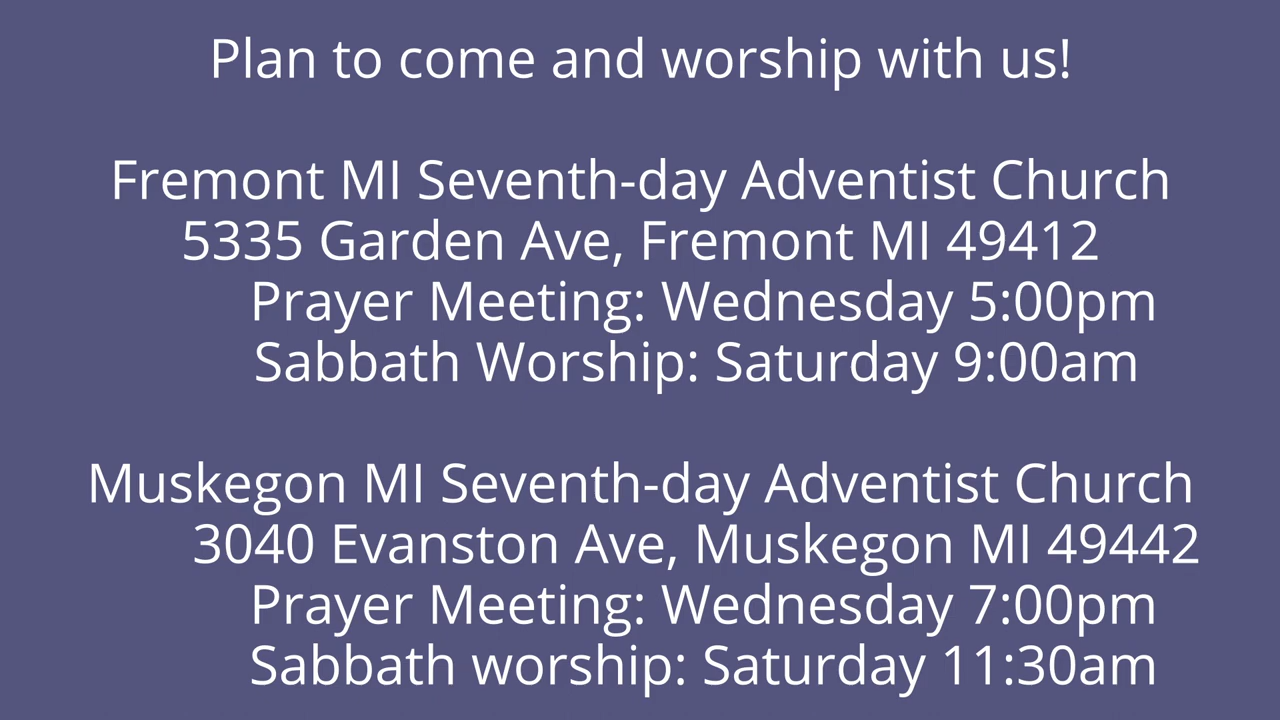 Plan to come and worship with us!
Fremont MI Seventh-day Adventist Church
5335 Garden Ave, Fremont MI 49412
Prayer Meeting: Wednesday 5:00pm
Sabbath Worship: Saturday 9:00am
Muskegon MI Seventh-day Adventist Church
3040 Evanston Ave, Muskegon MI 49442
Prayer Meeting: Wednesday 7:00pm
Sabbath worship: Saturday 11:30am